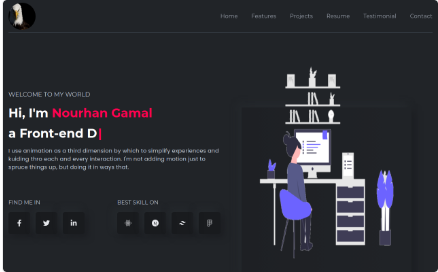 Home Features Projects Resume Testimonial Contact
WELCOME TO MY WORLD
Hi, I'm Nourhan Gamal
a Front-end D
I use animation as a third dimension by which to simplify experiences and
kuiding thro each and every interaction. I'm not adding motion just to
spruce things up, but doing it in ways that.
FIND ME IN BEST SKILL ON